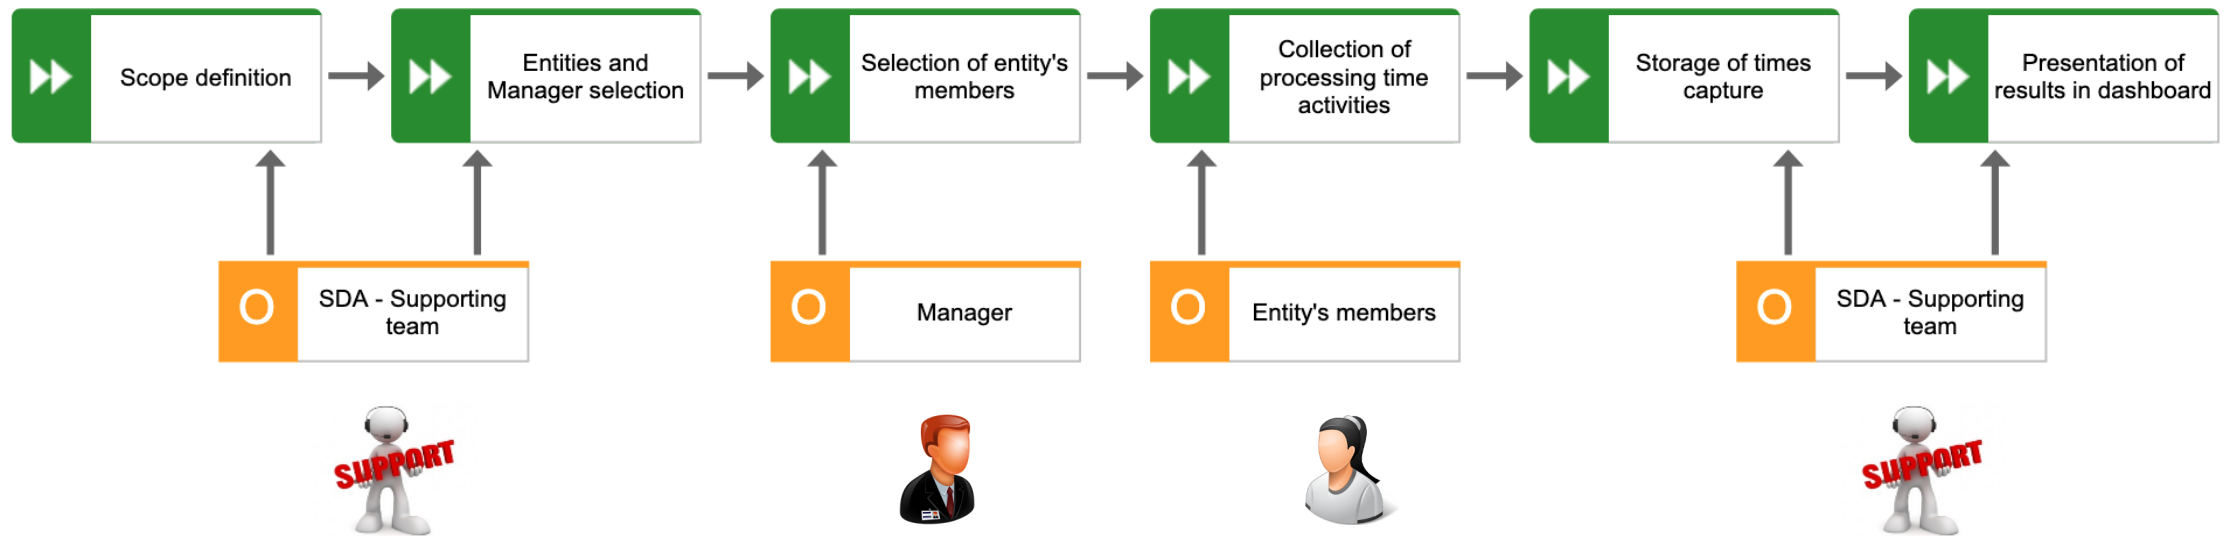 Scope definition
Entities and
Manager selection
Selection of entity's
members
Collection of
processing time
activities
Storage of times
capture
Presentation of
results in dashboard
O
SDA - Supporting
team
O
Manager
O
Entity's members
O
SDA - Supporting
team
SUPPORT
SUPPORT